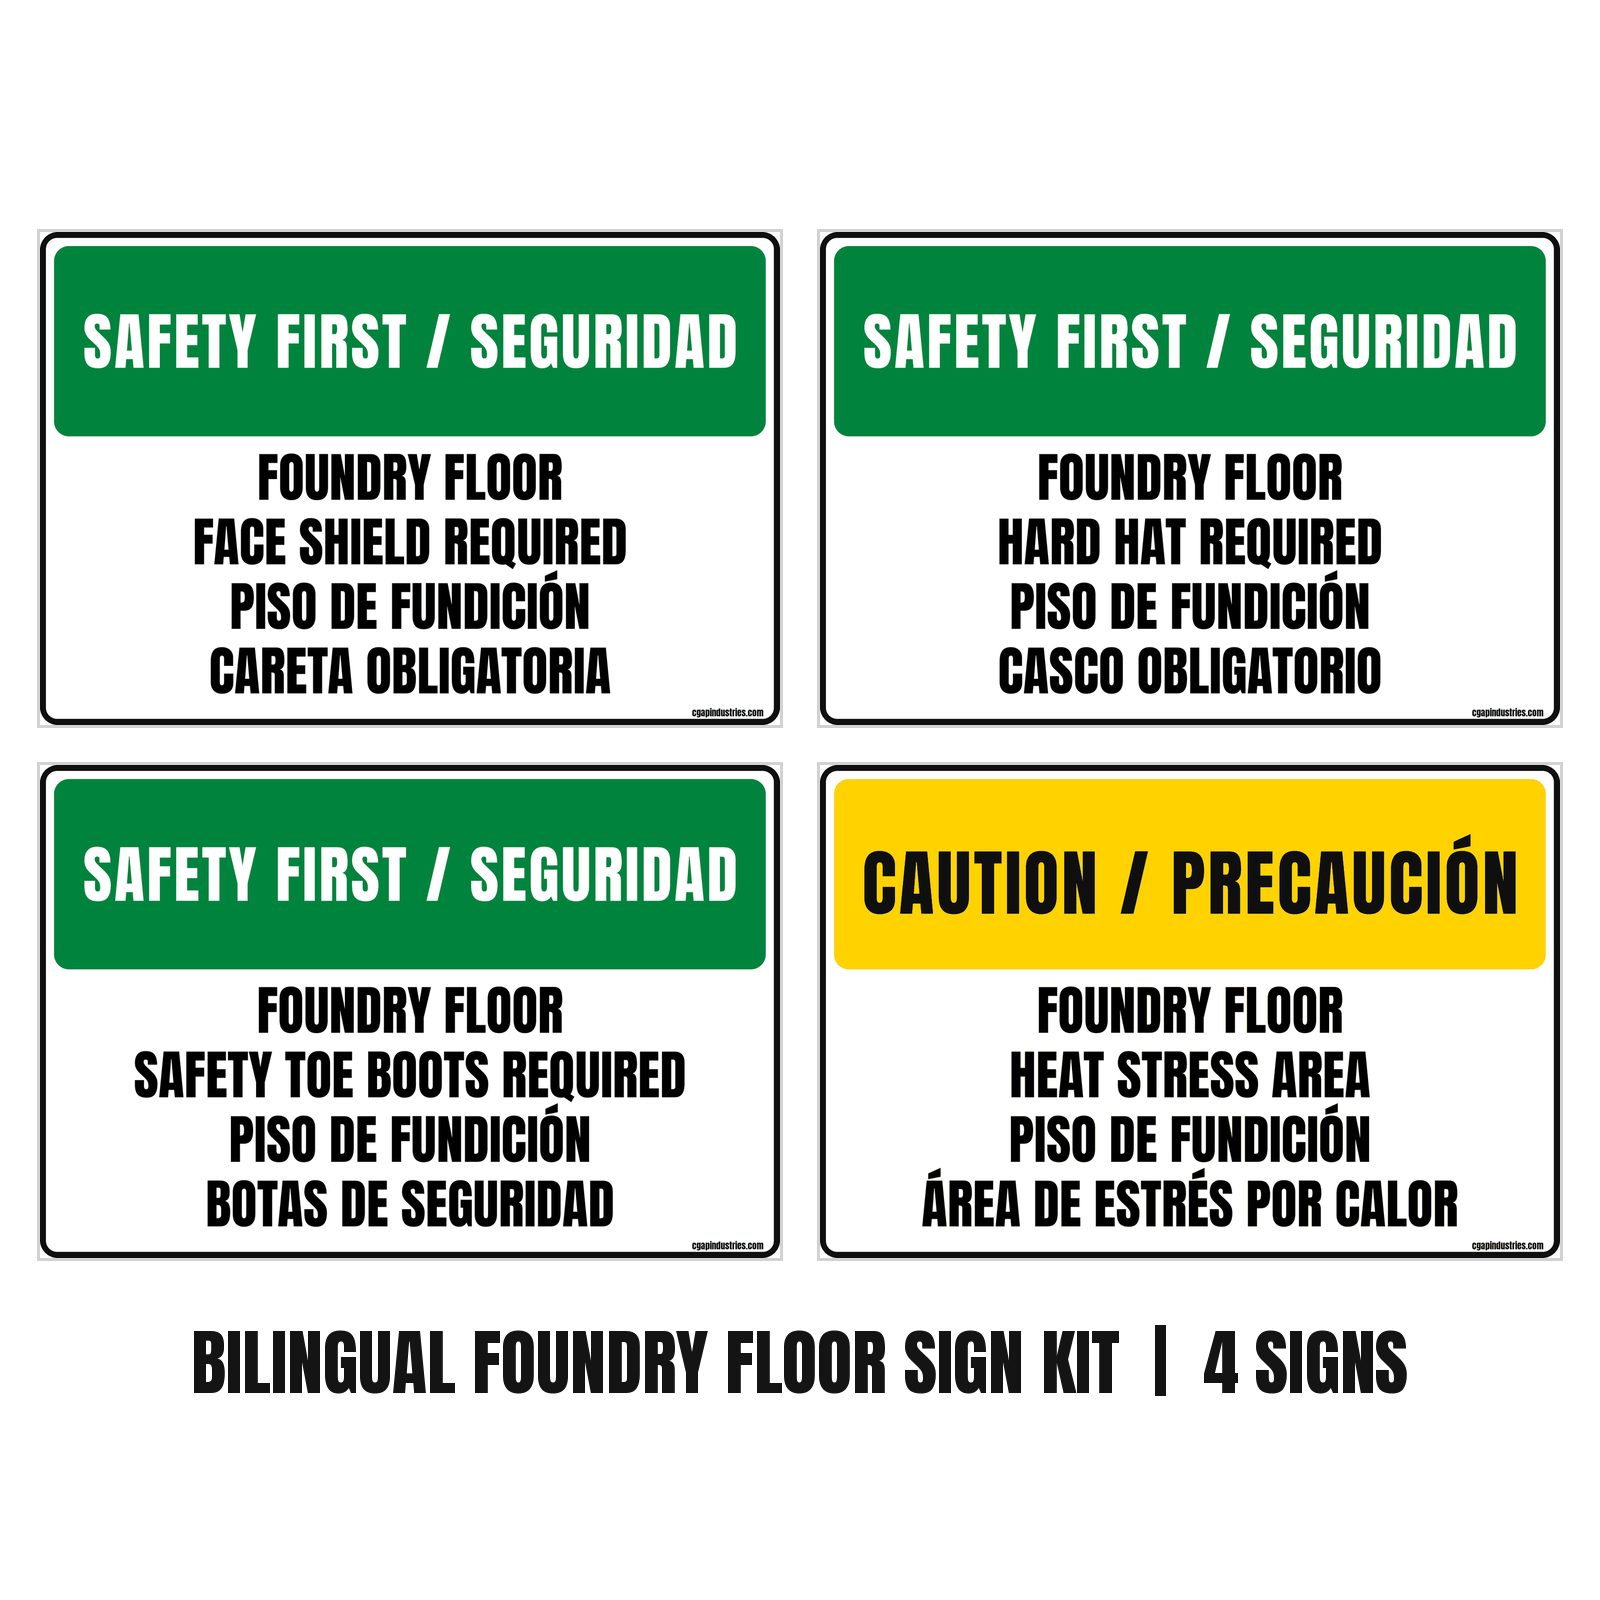 SAFETY FIRST / SEGURIDAD
FOUNDRY FLOOR
FACE SHIELD REQUIRED
PISO DE FUNDICIÓN
CARETA OBLIGATORIA
cgapindustries.com
SAFETY FIRST / SEGURIDAD
FOUNDRY FLOOR
HARD HAT REQUIRED
PISO DE FUNDICIÓN
CASCO OBLIGATORIO
cgapindustries.com
SAFETY FIRST / SEGURIDAD
FOUNDRY FLOOR
SAFETY TOE BOOTS REQUIRED
PISO DE FUNDICIÓN
BOTAS DE SEGURIDAD
cgapindustries.com
CAUTION / PRECAUCIÓN
FOUNDRY FLOOR
HEAT STRESS AREA
PISO DE FUNDICIÓN
ÁREA DE ESTRÉS POR CALOR
cgapindustries.com
BILINGUAL FOUNDRY FLOOR SIGN KIT | 4 SIGNS